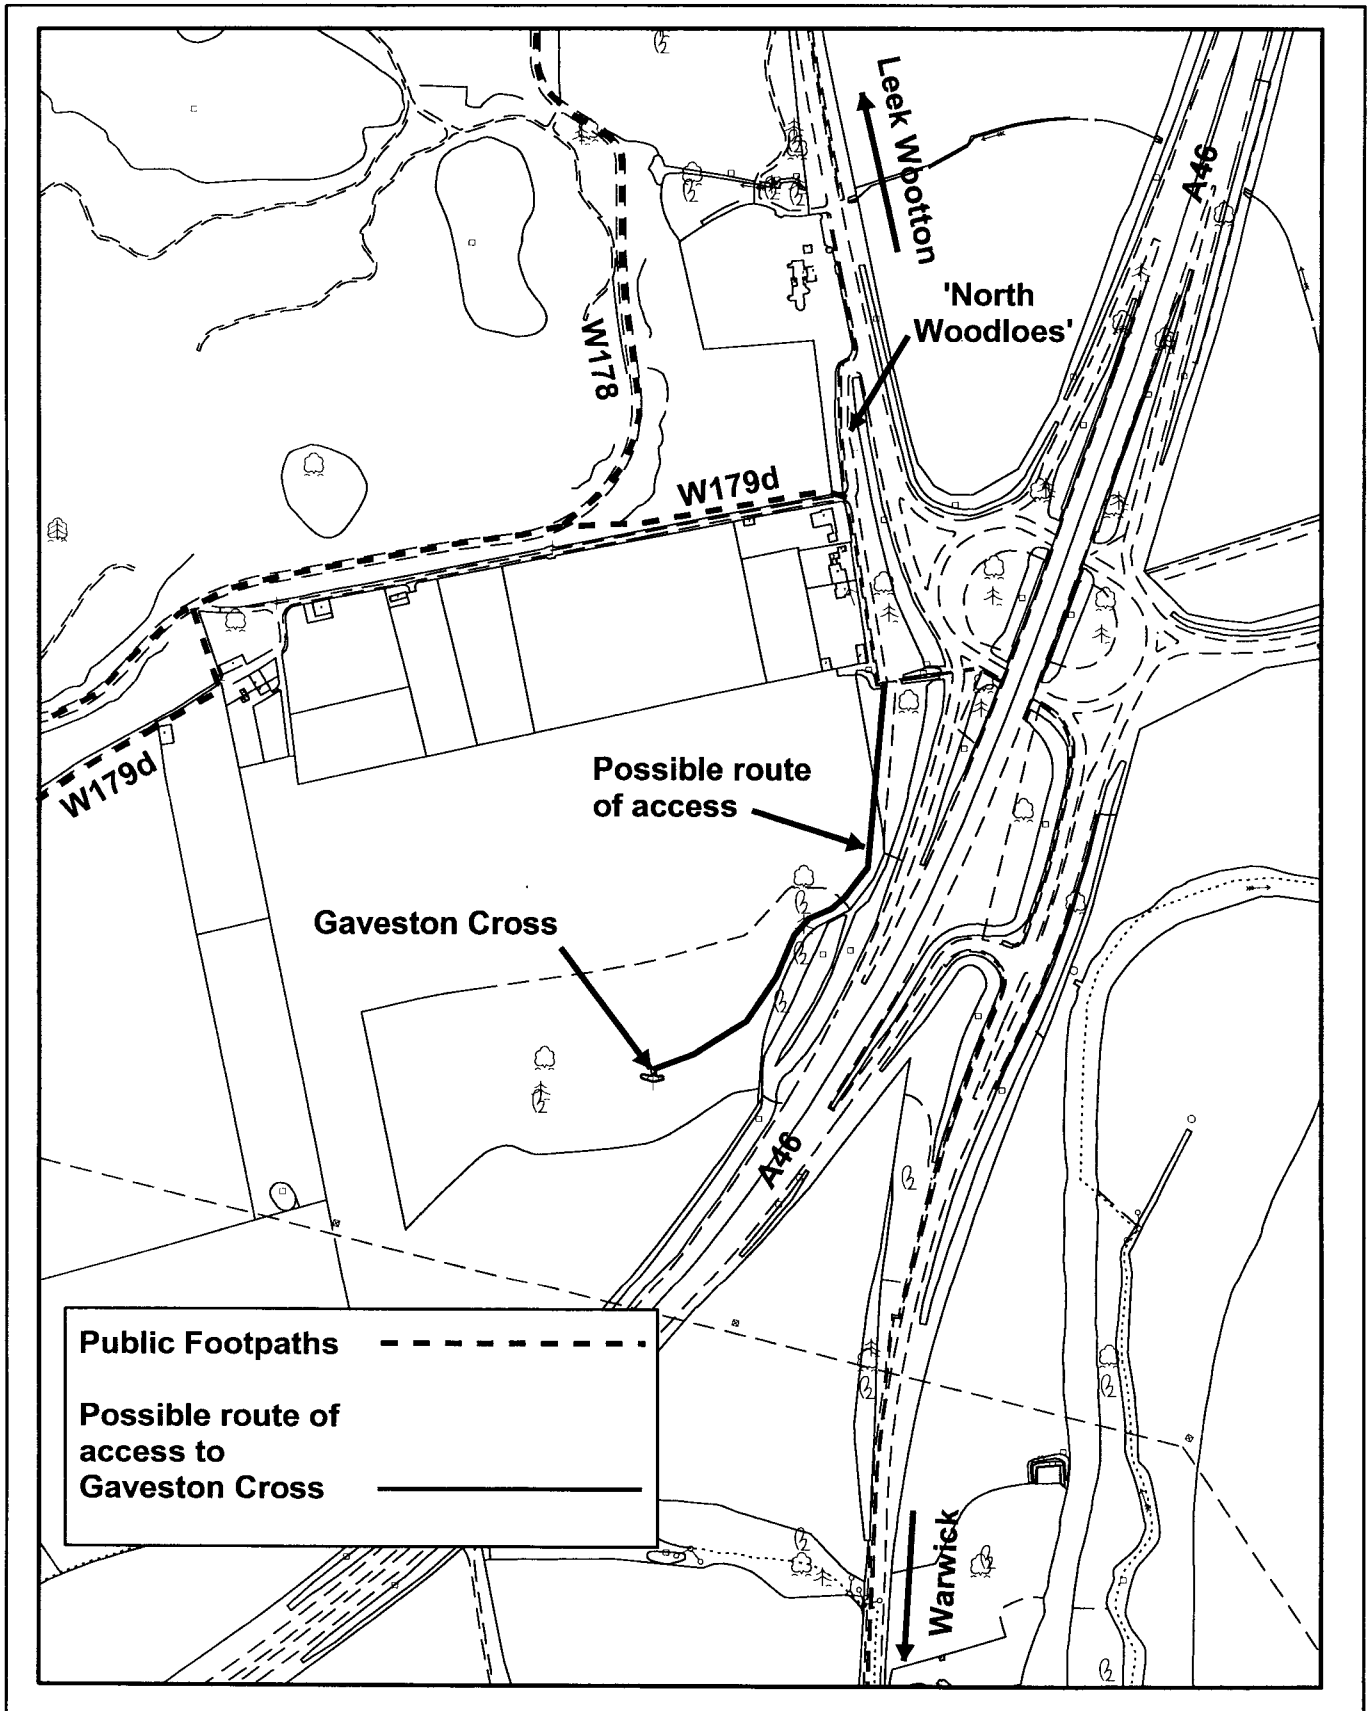 Leek Wootton
A46
'North
Woodloes'
W178
W179d
W179d
Possible route
of access
Gaveston Cross
A46
Public Footpaths
Possible route of
access to
Gaveston Cross
Warwick